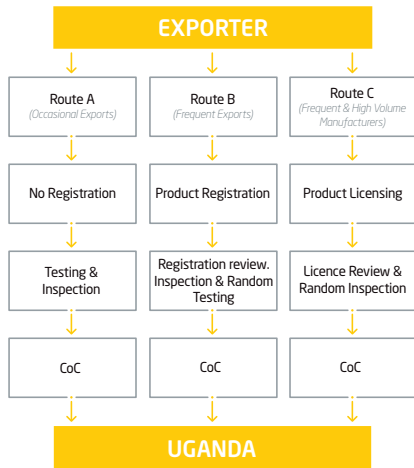 EXPORTER
Route A
(Occasional Exports)
Route B
(Frequent Exports)
Route C
(Frequent & High Volume
Manufacturers)
No Registration
Product Registration
Product Licensing
Testing &
Inspection
Registration review.
Inspection & Random
Testing
Licence Review &
Random Inspection
CoC
CoC
CoC
UGANDA